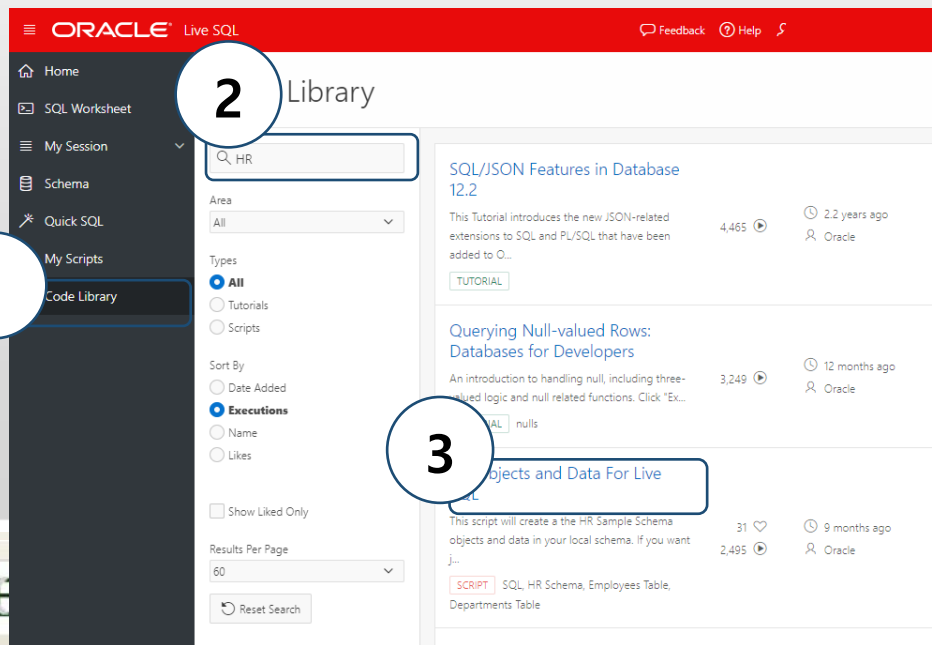 ORACLE Live SQL
Feedback
Help
Home
SQL Worksheet
My Session
Schema
Quick SQL
My Scripts
Code Library
2
Library
HR
Area
All
Types
All
Tutorials
Scripts
Sort By
Date Added
Executions
Name
Likes
Show Liked Only
Results Per Page
60
Reset Search
SQL/JSON Features in Database
12.2
This Tutorial introduces the new JSON-related
extensions to SQL and PL/SQL that have been
added to O...
TUTORIAL
4,465
2.2 years ago
Oracle
Querying Null-valued Rows:
Databases for Developers
An introduction to handling null, including three-
valued logic and null related functions. Click "Ex...
nulls
3,249
12 months ago
Oracle
3
bjects and Data For Live
This script will create a the HR Sample Schema
objects and data in your local schema. If you want
j...
SCRIPT SQL, HR Schema, Employees Table,
Departments Table
31
2,495
9 months ago
Oracle